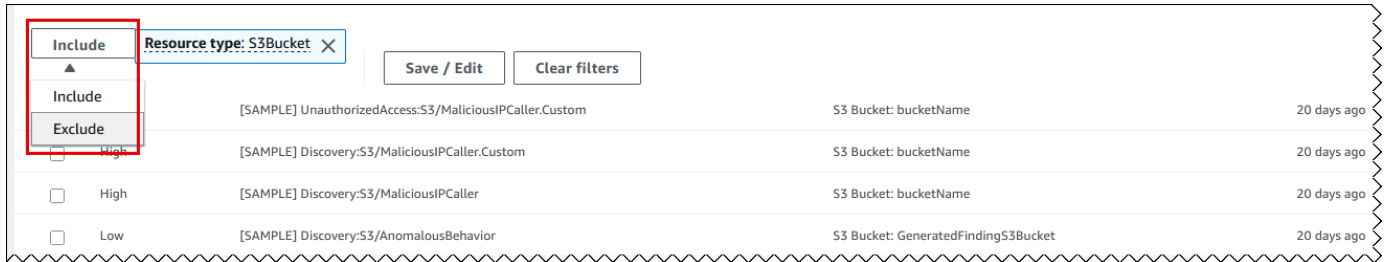 Include
Resource type: S3Bucket
Save / Edit
Clear filters
Include
Exclude
[SAMPLE] UnauthorizedAccess:S3/MaliciousIPCaller.Custom S3 Bucket: bucketName 20 days ago
High [SAMPLE] Discovery:S3/MaliciousIPCaller.Custom S3 Bucket: bucketName 20 days ago
High [SAMPLE] Discovery:S3/MaliciousIPCaller S3 Bucket: bucketName 20 days ago
Low [SAMPLE] Discovery:S3/AnomalousBehavior S3 Bucket: GeneratedFindingS3Bucket 20 days ago